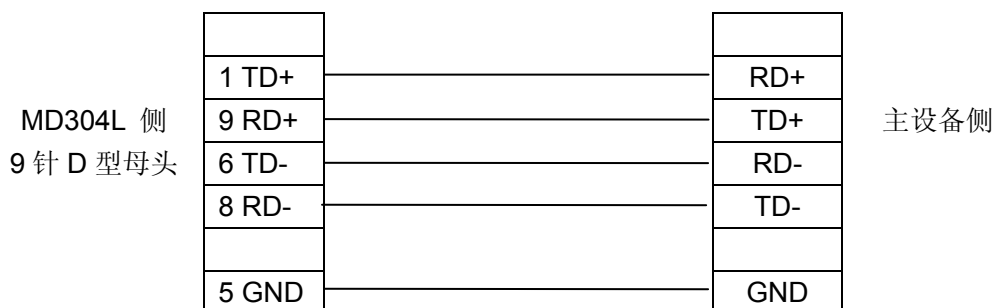 1 TD+ RD+
MD304L 侧 9 RD+ TD+ 主设备侧
9 针 D 型母头 6 TD- RD-
8 RD- TD-
5 GND GND